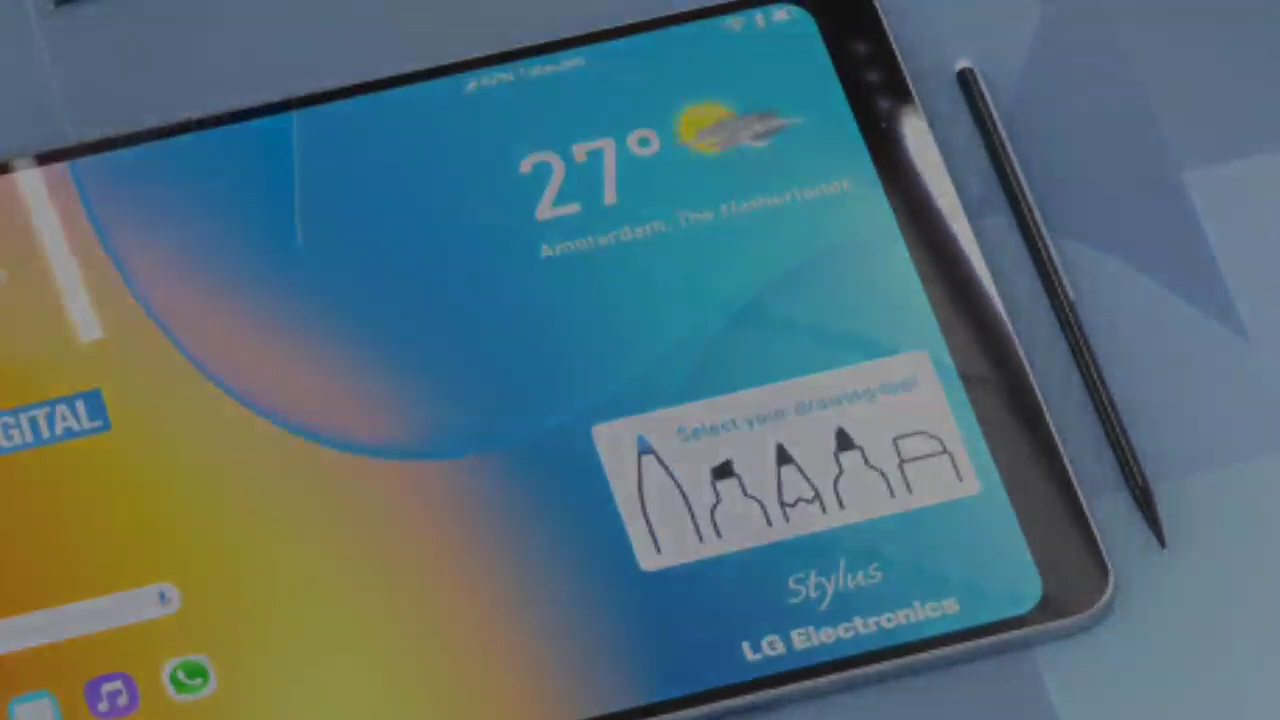 27°
Amsterdam, The Netherlands
GITAL
Select your drawing tool
Stylus
LG Electronics